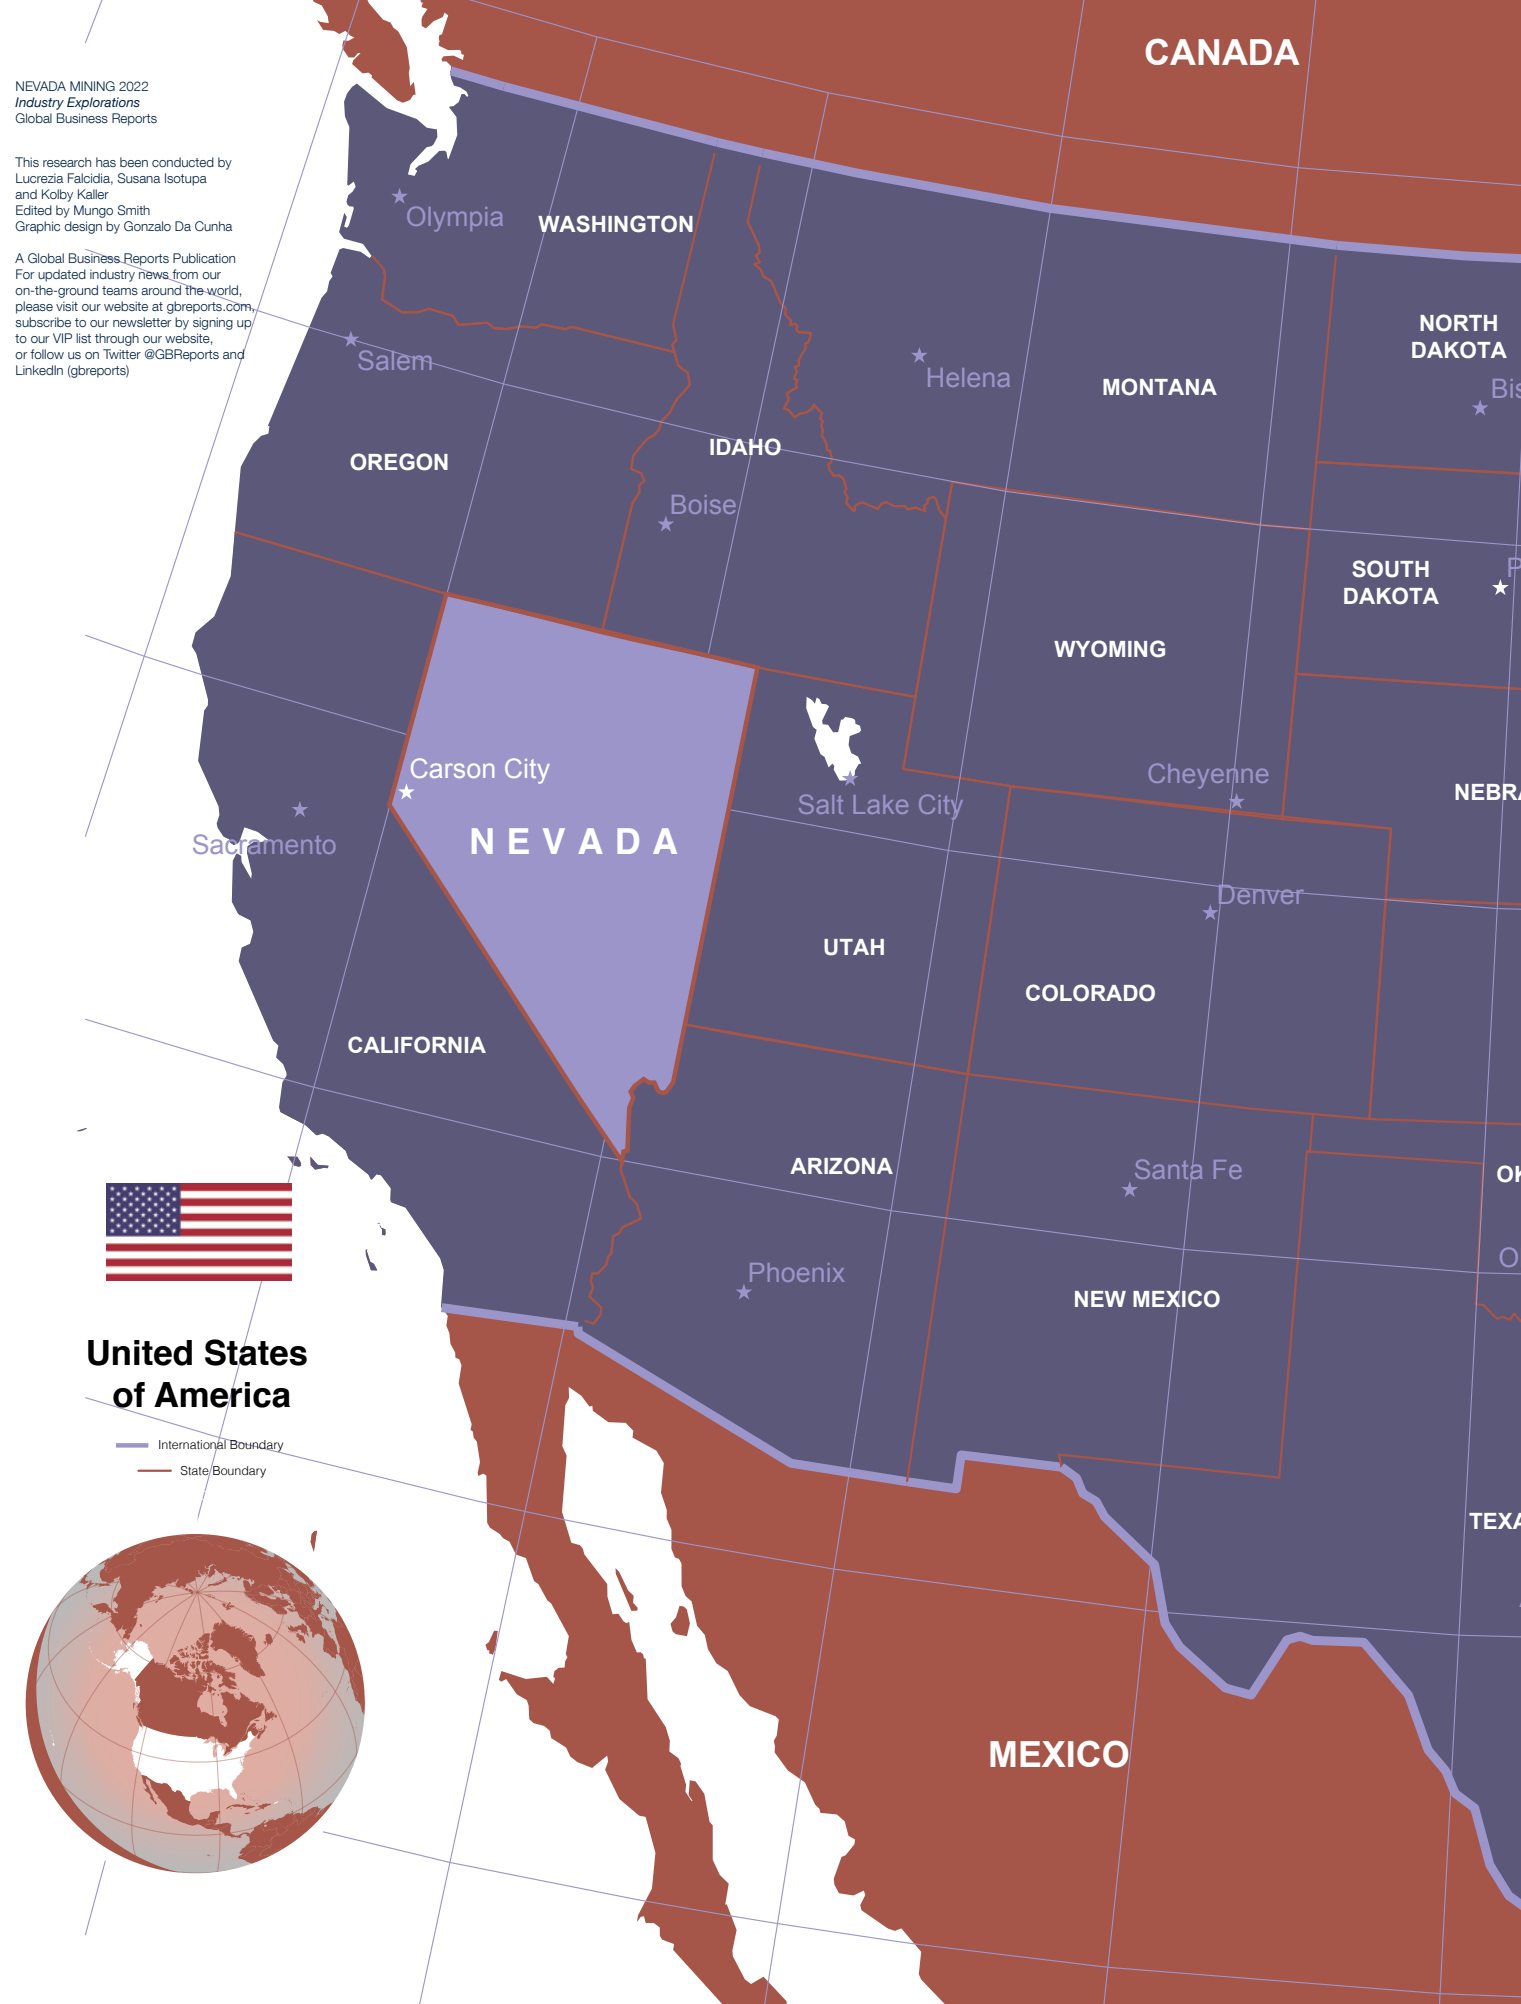 NEVADA MINING 2022
Industry Explorations
Global Business Reports
This research has been conducted by
Lucrezia Falcidia, Susana Isotupa
and Kolby Kaller
Edited by Mungo Smith
Graphic design by Gonzalo Da Cunha
A Global Business Reports Publication
For updated industry news from our
on-the-ground teams around the world,
please visit our website at gbreports.com,
subscribe to our newsletter by signing up
to our VIP list through our website,
or follow us on Twitter @GBReports and
LinkedIn (gbreports)
CANADA
Olympia
WASHINGTON
Salem
Helena
MONTANA
NORTH
DAKOTA
Bis
OREGON
IDAHO
Boise
SOUTH
DAKOTA
P
WYOMING
Carson City
Salt Lake City
Cheyenne
NEBRA
Sacramento
NEVADA
Denver
UTAH
COLORADO
CALIFORNIA
ARIZONA
Santa Fe
OK
Phoenix
NEW MEXICO
O
United States
of America
International Boundary
State Boundary
TEXA
MEXICO